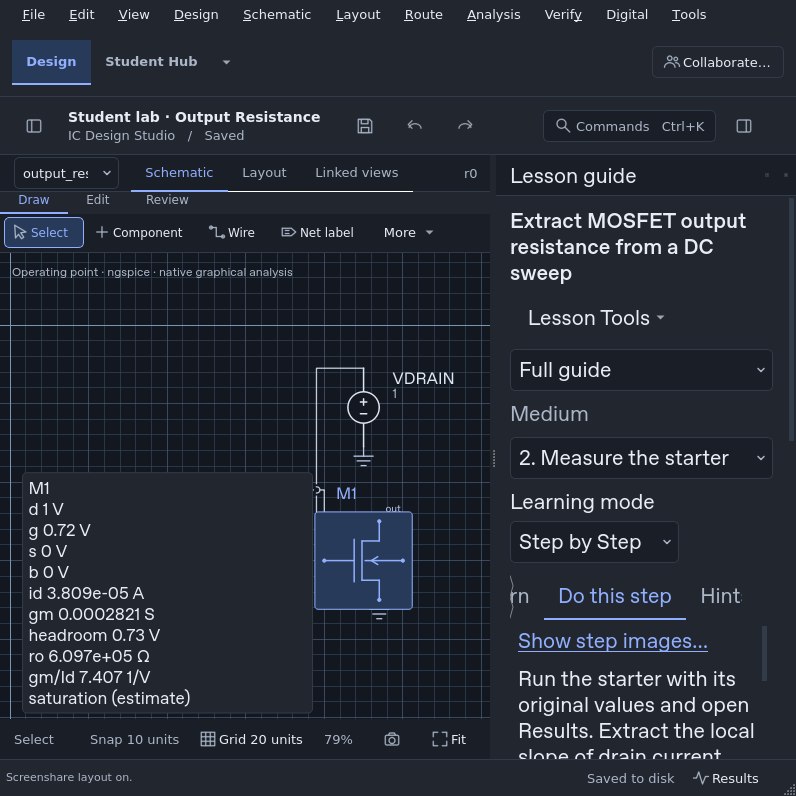 File Edit View Design Schematic Layout Route Analysis Verify Digital Tools
Design Student Hub Collaborate...
Student lab · Output Resistance
IC Design Studio / Saved
Commands Ctrl+K
Schematic Layout Linked views r0
Draw Edit Review
Select Component Wire Net label More
Operating point · ngspice · native graphical analysis
VDRAIN
1
M1
out
M1
d 1 V
g 0.72 V
s 0 V
b 0 V
id 3.809e-05 A
gm 0.0002821 S
headroom 0.73 V
ro 6.097e+05 Ω
gm/Id 7.407 1/V
saturation (estimate)
Select Snap 10 units Grid 20 units 79% Fit
Lesson guide
Extract MOSFET output
resistance from a DC
sweep
Lesson Tools
Full guide
Medium
2. Measure the starter
Learning mode
Step by Step
Do this step
Show step images...
Run the starter with its
original values and open
Results. Extract the local
slope of drain current
Screenshare layout on. Saved to disk Results